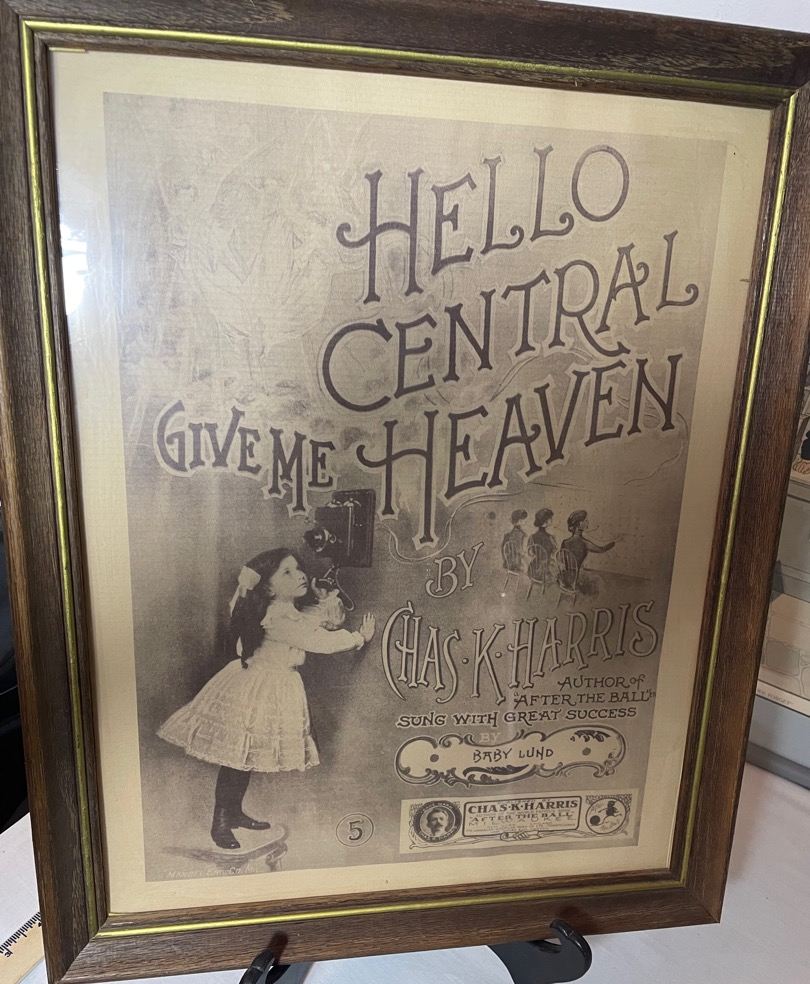 HELLO
CENTRAL
GIVE ME HEAVEN
BY
CHAS·K·HARRIS
AUTHOR of
"AFTER THE BALL"
SUNG WITH GREAT SUCCESS
BY
BABY LUND
5
CHAS·K·HARRIS
AFTER THE BALL